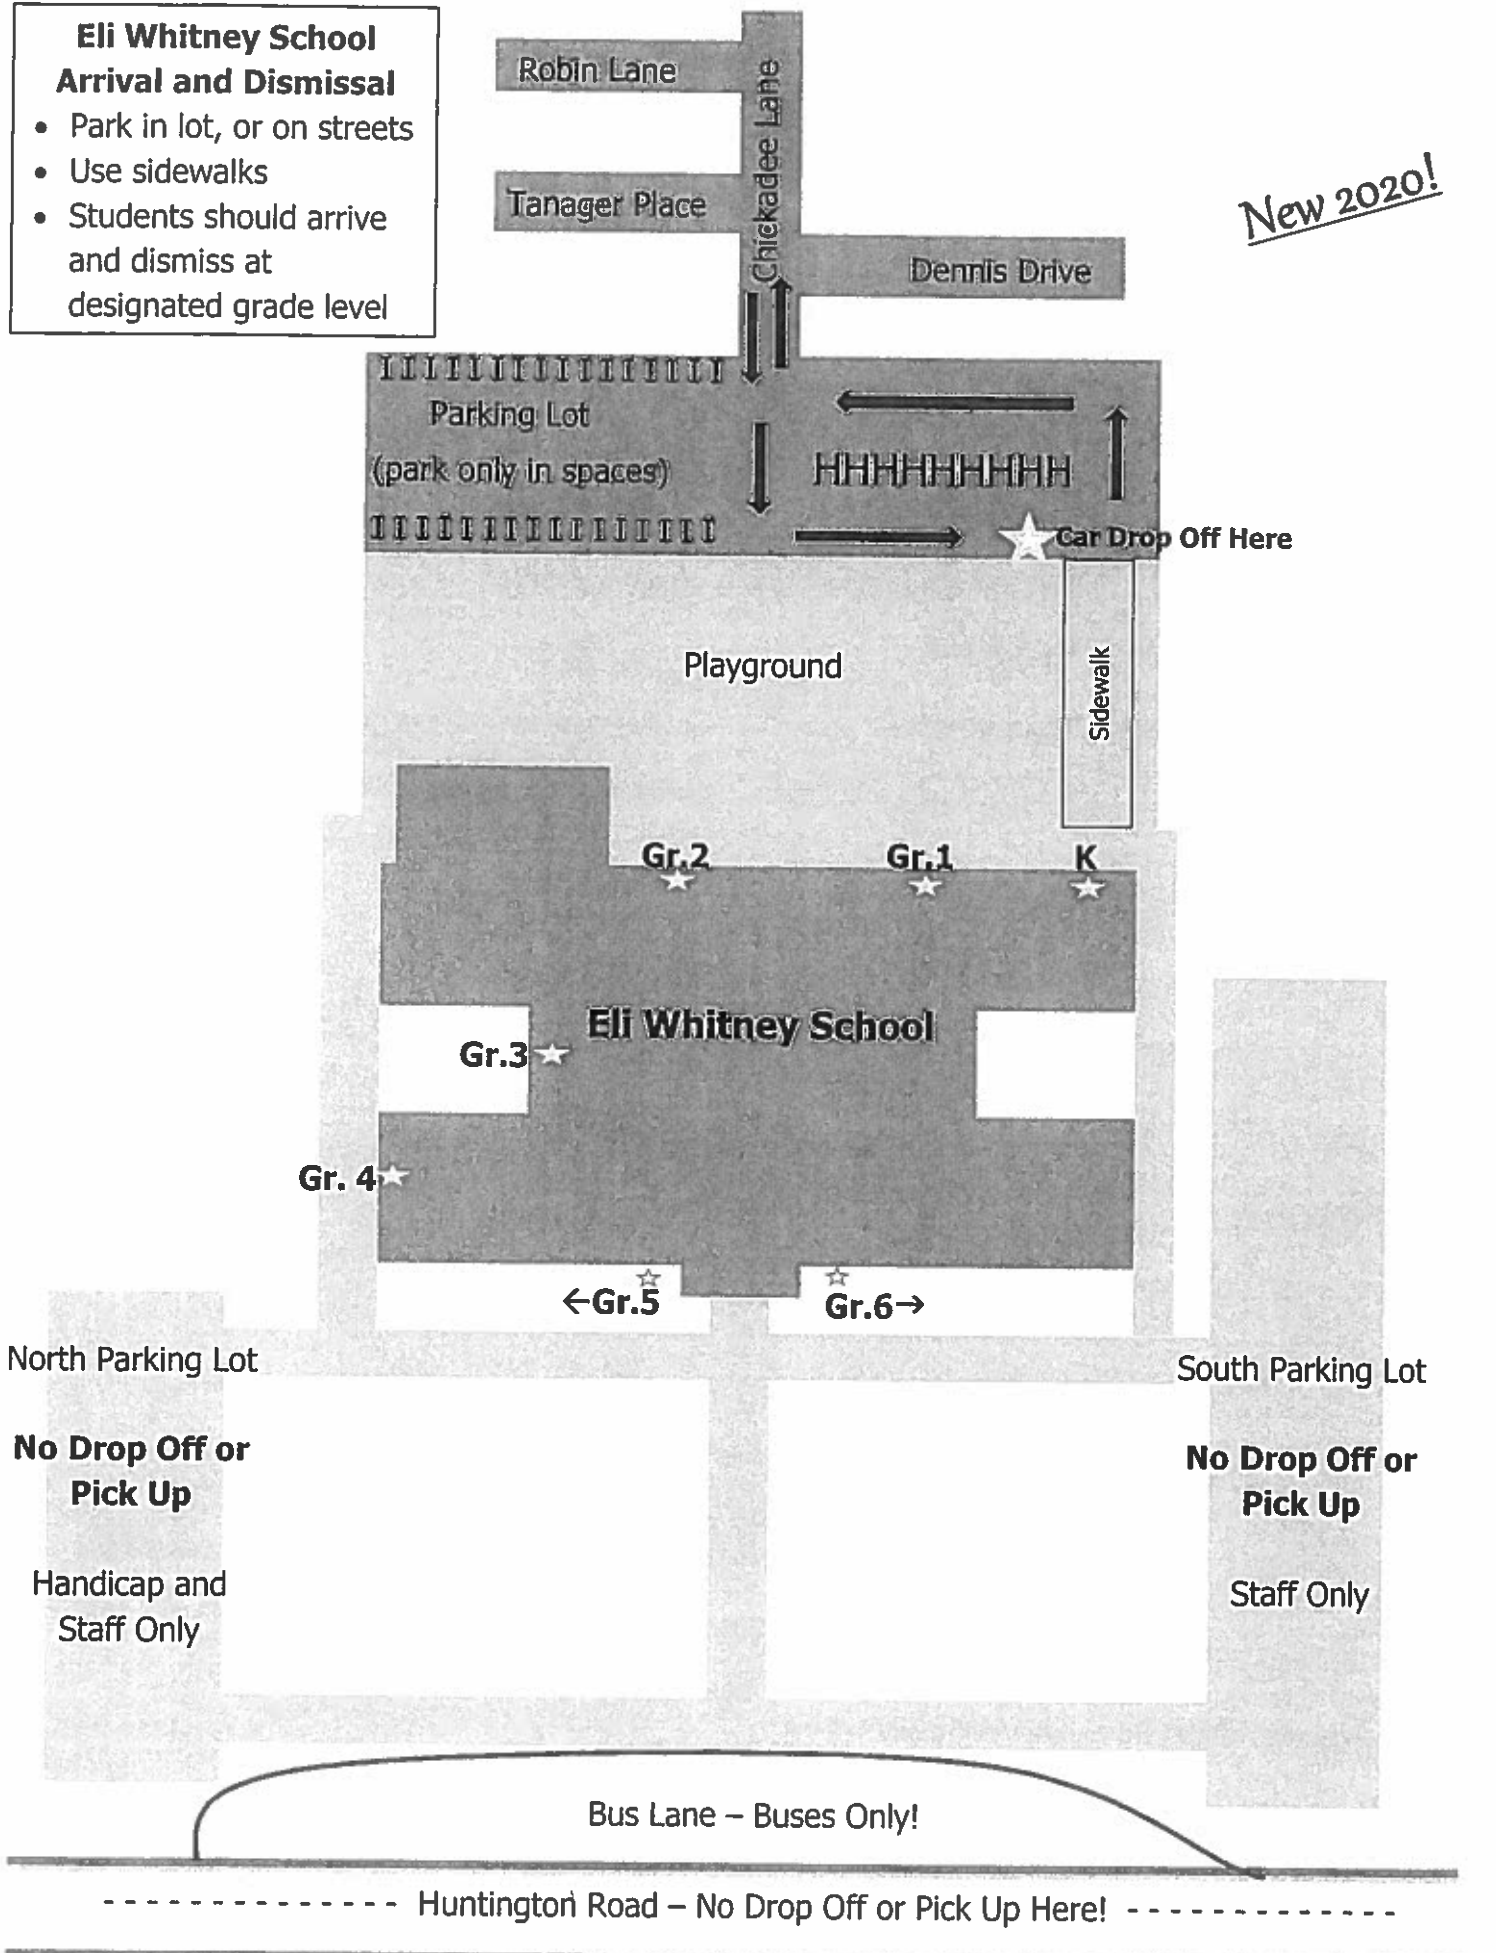 Eli Whitney School
Arrival and Dismissal
• Park in lot, or on streets
• Use sidewalks
• Students should arrive
and dismiss at
designated grade level
Robin Lane
Chickadee Lane
Tanager Place
New 2020!
Dennis Drive
Parking Lot
(park only in spaces)
Car Drop Off Here
Playground
Sidewalk
Gr.2
Gr.1
K
Eli Whitney School
Gr.3
Gr. 4
←Gr.5
Gr.6→
North Parking Lot
No Drop Off or
Pick Up
Handicap and
Staff Only
South Parking Lot
No Drop Off or
Pick Up
Staff Only
Bus Lane – Buses Only!
Huntington Road – No Drop Off or Pick Up Here!